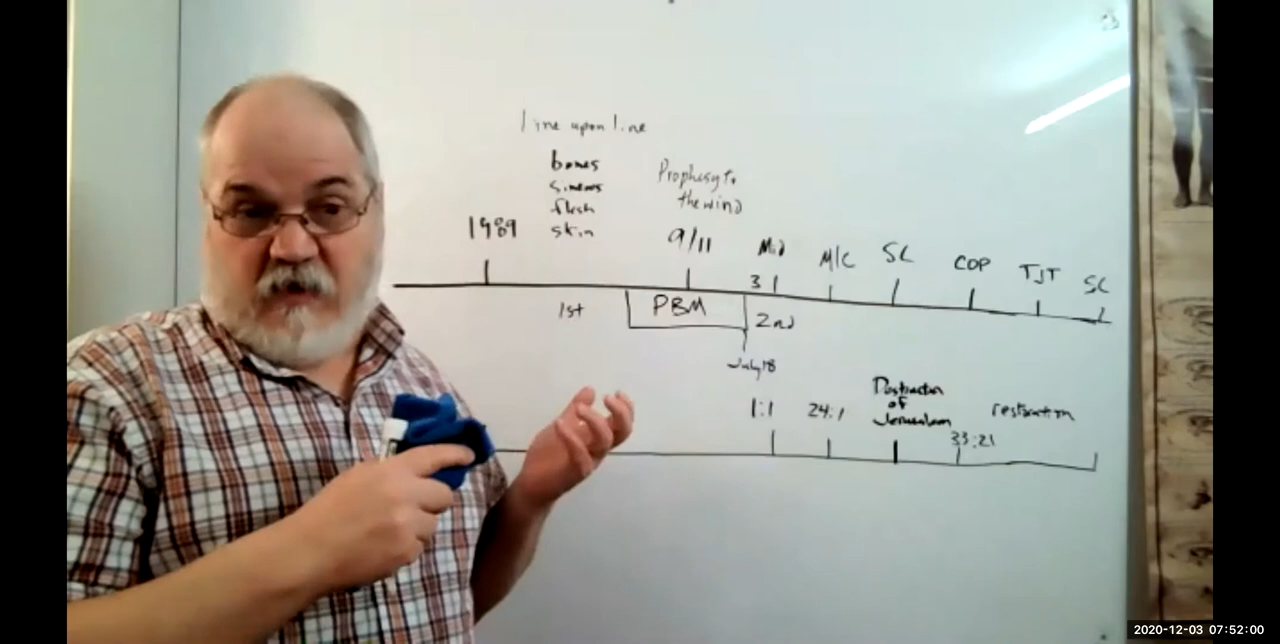 line upon line
bones
sinews
flesh
skin
Prophesy to
the wind
1989
9/11
Mid
M/C
SL
COP
TJT
SC
3
1st
PBM
2nd
July 18
1:1
24:1
Destruction
of
Jerusalem
33:21
restoration
2020-12-03 07:52:00